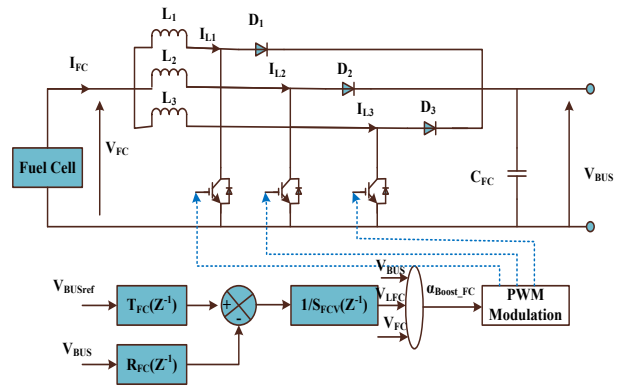 L1
D1
IL1
IFC
L2
IL2
D2
L3
IL3
D3
VFC
Fuel Cell
CFC
VBUS
VBUSref
TFC(Z-1)
+
-
1/SFCV(Z-1)
VBUS
VLFC
VFC
αBoost_FC
PWM
Modulation
VBUS
RFC(Z-1)